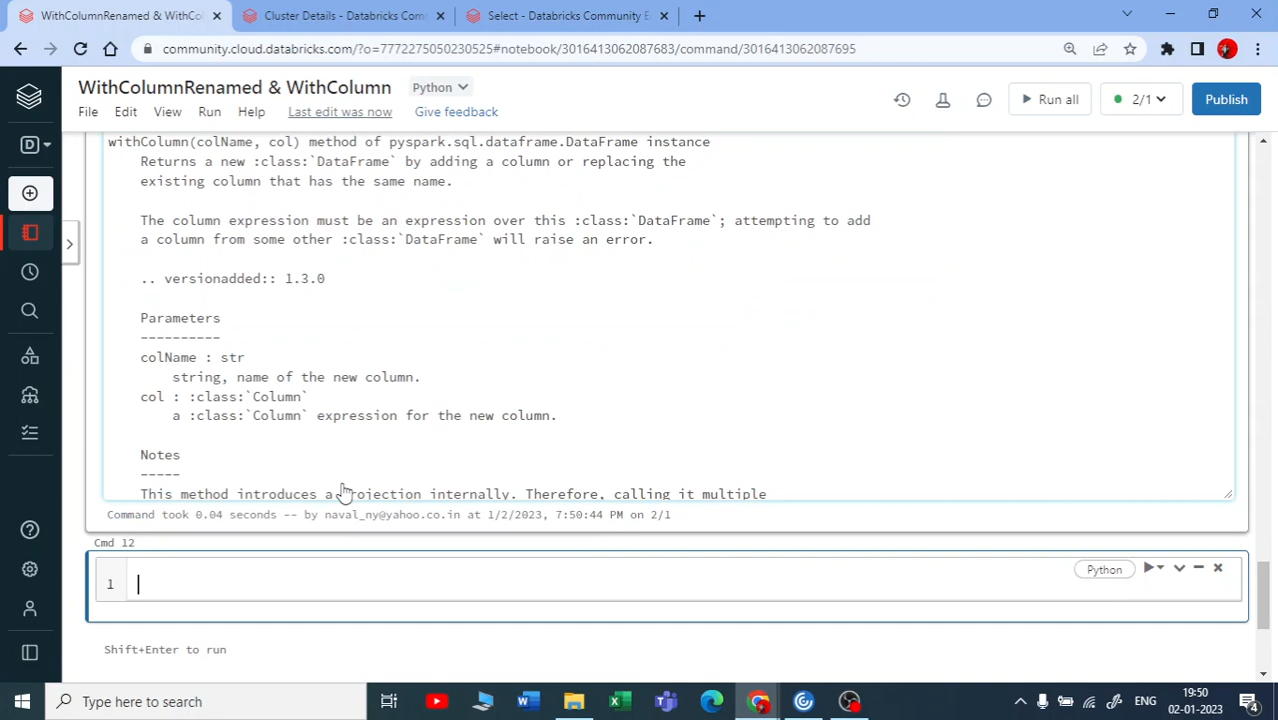 WithColumnRenamed & WithCol
Cluster Details - Databricks Com
Select - Databricks Community E
community.cloud.databricks.com/?o=7772275050230525#notebook/3016413062087683/command/3016413062087695
WithColumnRenamed & WithColumn
Python
File Edit View Run Help Last edit was now Give feedback
Run all
2/1
Publish
D
withColumn(colName, col) method of pyspark.sql.dataframe.DataFrame instance
Returns a new :class:`DataFrame` by adding a column or replacing the
existing column that has the same name.
The column expression must be an expression over this :class:`DataFrame`; attempting to add
a column from some other :class:`DataFrame` will raise an error.
.. versionadded:: 1.3.0
Parameters
----------
colName : str
string, name of the new column.
col : :class:`Column`
a :class:`Column` expression for the new column.
Notes
-----
This method introduces a projection internally. Therefore, calling it multiple
Command took 0.04 seconds -- by naval_ny@yahoo.co.in at 1/2/2023, 7:50:44 PM on 2/1
Cmd 12
1
Python
Shift+Enter to run
Type here to search
ENG
19:50
02-01-2023
4